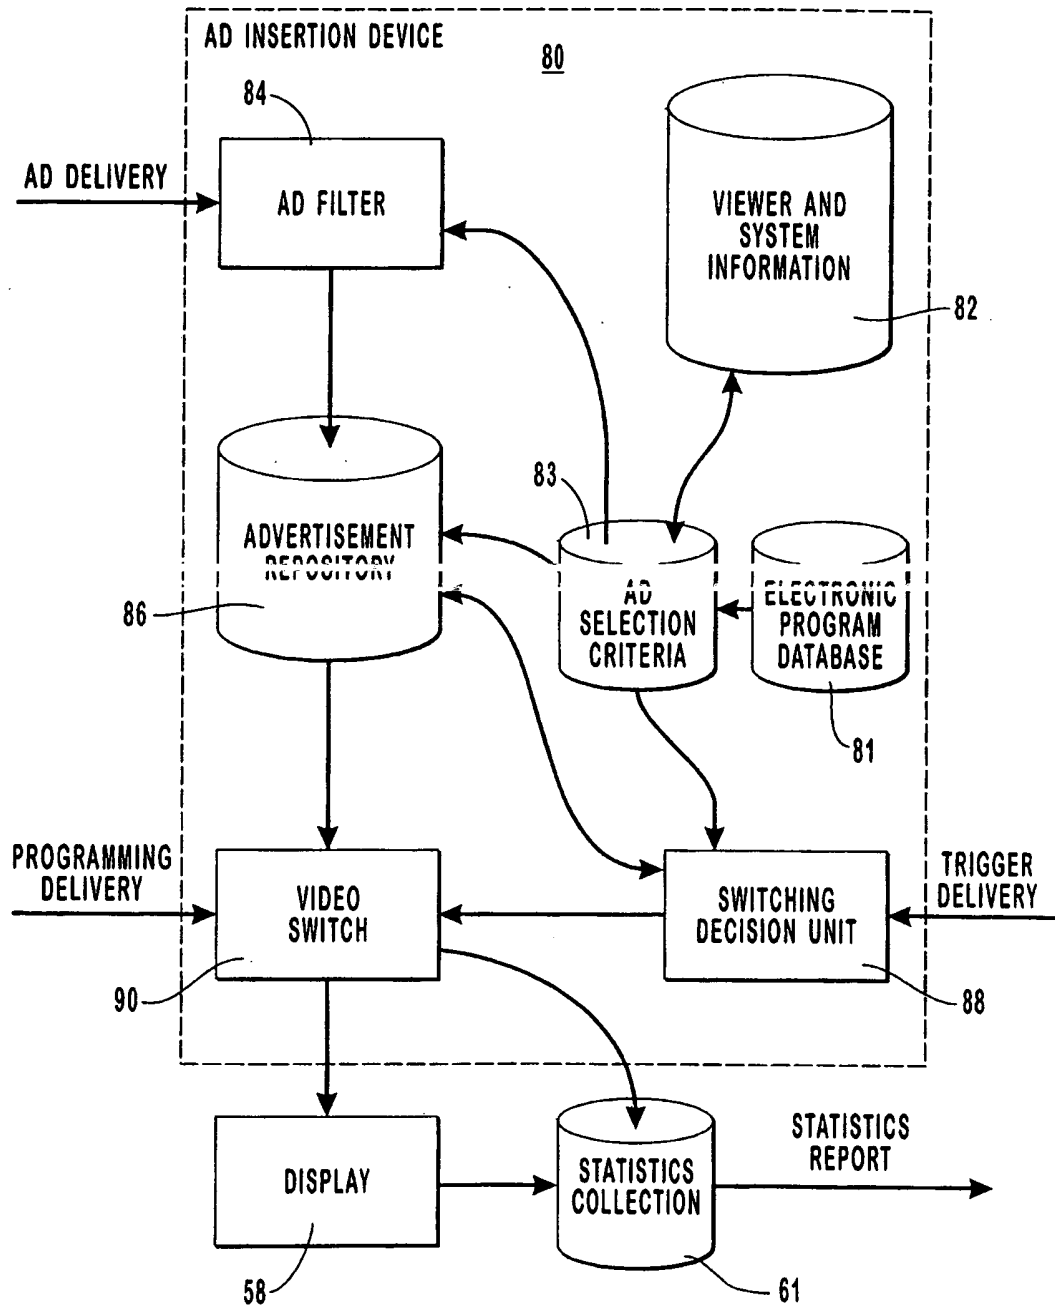 AD INSERTION DEVICE
80
84
AD DELIVERY
AD FILTER
VIEWER AND
SYSTEM
INFORMATION
82
83
ADVERTISEMENT
REPOSITORY
86
AD
SELECTION
CRITERIA
ELECTRONIC
PROGRAM
DATABASE
81
PROGRAMMING
DELIVERY
VIDEO
SWITCH
90
SWITCHING
DECISION UNIT
88
TRIGGER
DELIVERY
DISPLAY
58
STATISTICS
COLLECTION
61
STATISTICS
REPORT